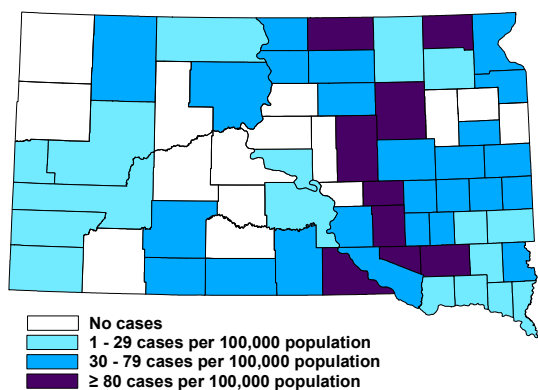 No cases
1 - 29 cases per 100,000 population
30 - 79 cases per 100,000 population
≥ 80 cases per 100,000 population